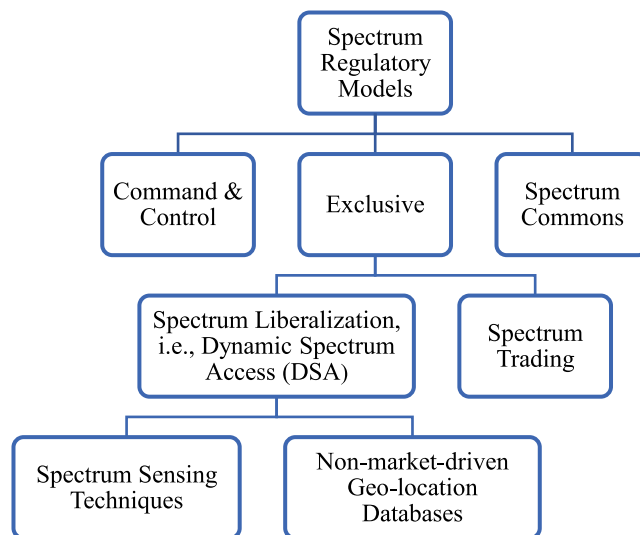 Spectrum
Regulatory
Models
Command &
Control
Exclusive
Spectrum
Commons
Spectrum Liberalization,
i.e., Dynamic Spectrum
Access (DSA)
Spectrum
Trading
Spectrum Sensing
Techniques
Non-market-driven
Geo-location
Databases